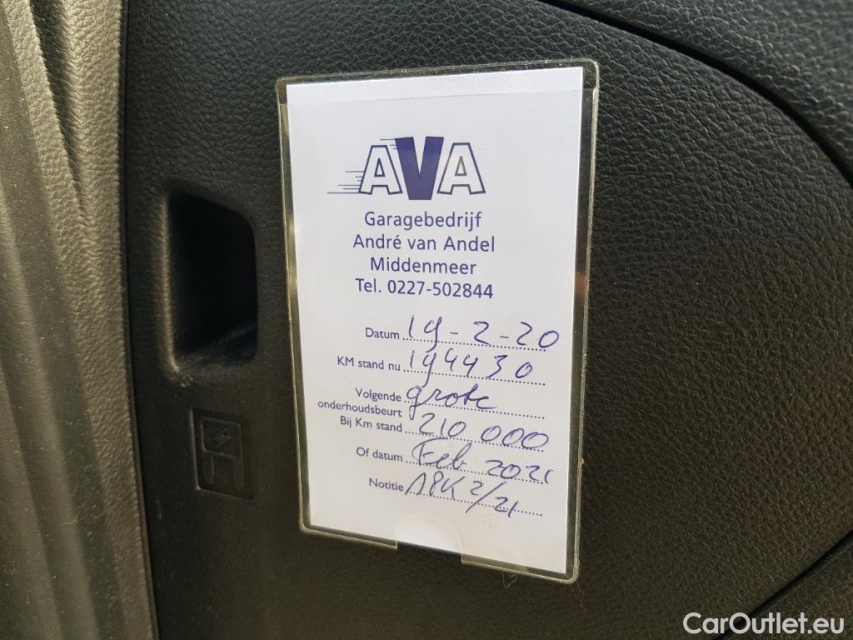 AVA
Garagebedrijf
André van Andel
Middenmeer
Tel. 0227-502844
Datum 19-2-20
KM stand nu 194430
Volgende onderhoudsbeurt grote
Bij Km stand 210 000
Of datum Feb 2021
Notitie APK 2/21
CarOutlet.eu